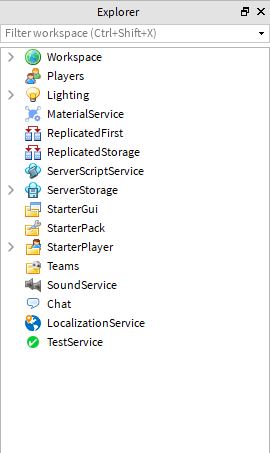 Explorer
Filter workspace (Ctrl+Shift+X)
Workspace
Players
Lighting
MaterialService
ReplicatedFirst
ReplicatedStorage
ServerScriptService
ServerStorage
StarterGui
StarterPack
StarterPlayer
Teams
SoundService
Chat
LocalizationService
TestService